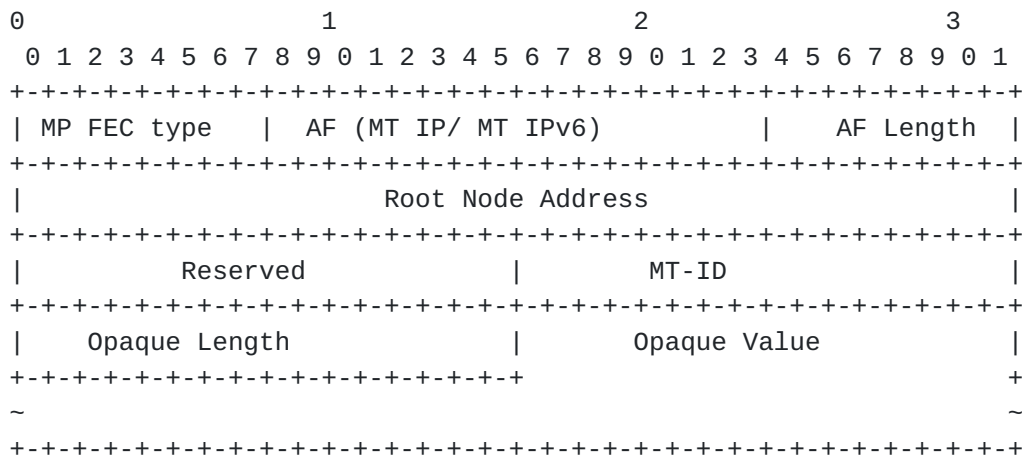 0                   1                   2                   3
 0 1 2 3 4 5 6 7 8 9 0 1 2 3 4 5 6 7 8 9 0 1 2 3 4 5 6 7 8 9 0 1
+-+-+-+-+-+-+-+-+-+-+-+-+-+-+-+-+-+-+-+-+-+-+-+-+-+-+-+-+-+-+-+-+
| MP FEC type   |  AF (MT IP/ MT IPv6)          |    AF Length  |
+-+-+-+-+-+-+-+-+-+-+-+-+-+-+-+-+-+-+-+-+-+-+-+-+-+-+-+-+-+-+-+-+
|                       Root Node Address                       |
+-+-+-+-+-+-+-+-+-+-+-+-+-+-+-+-+-+-+-+-+-+-+-+-+-+-+-+-+-+-+-+-+
|           Reserved            |        MT-ID                  |
+-+-+-+-+-+-+-+-+-+-+-+-+-+-+-+-+-+-+-+-+-+-+-+-+-+-+-+-+-+-+-+-+
|    Opaque Length              |       Opaque Value            |
+-+-+-+-+-+-+-+-+-+-+-+-+-+-+-+-+                               +
~                                                               ~
+-+-+-+-+-+-+-+-+-+-+-+-+-+-+-+-+-+-+-+-+-+-+-+-+-+-+-+-+-+-+-+-+